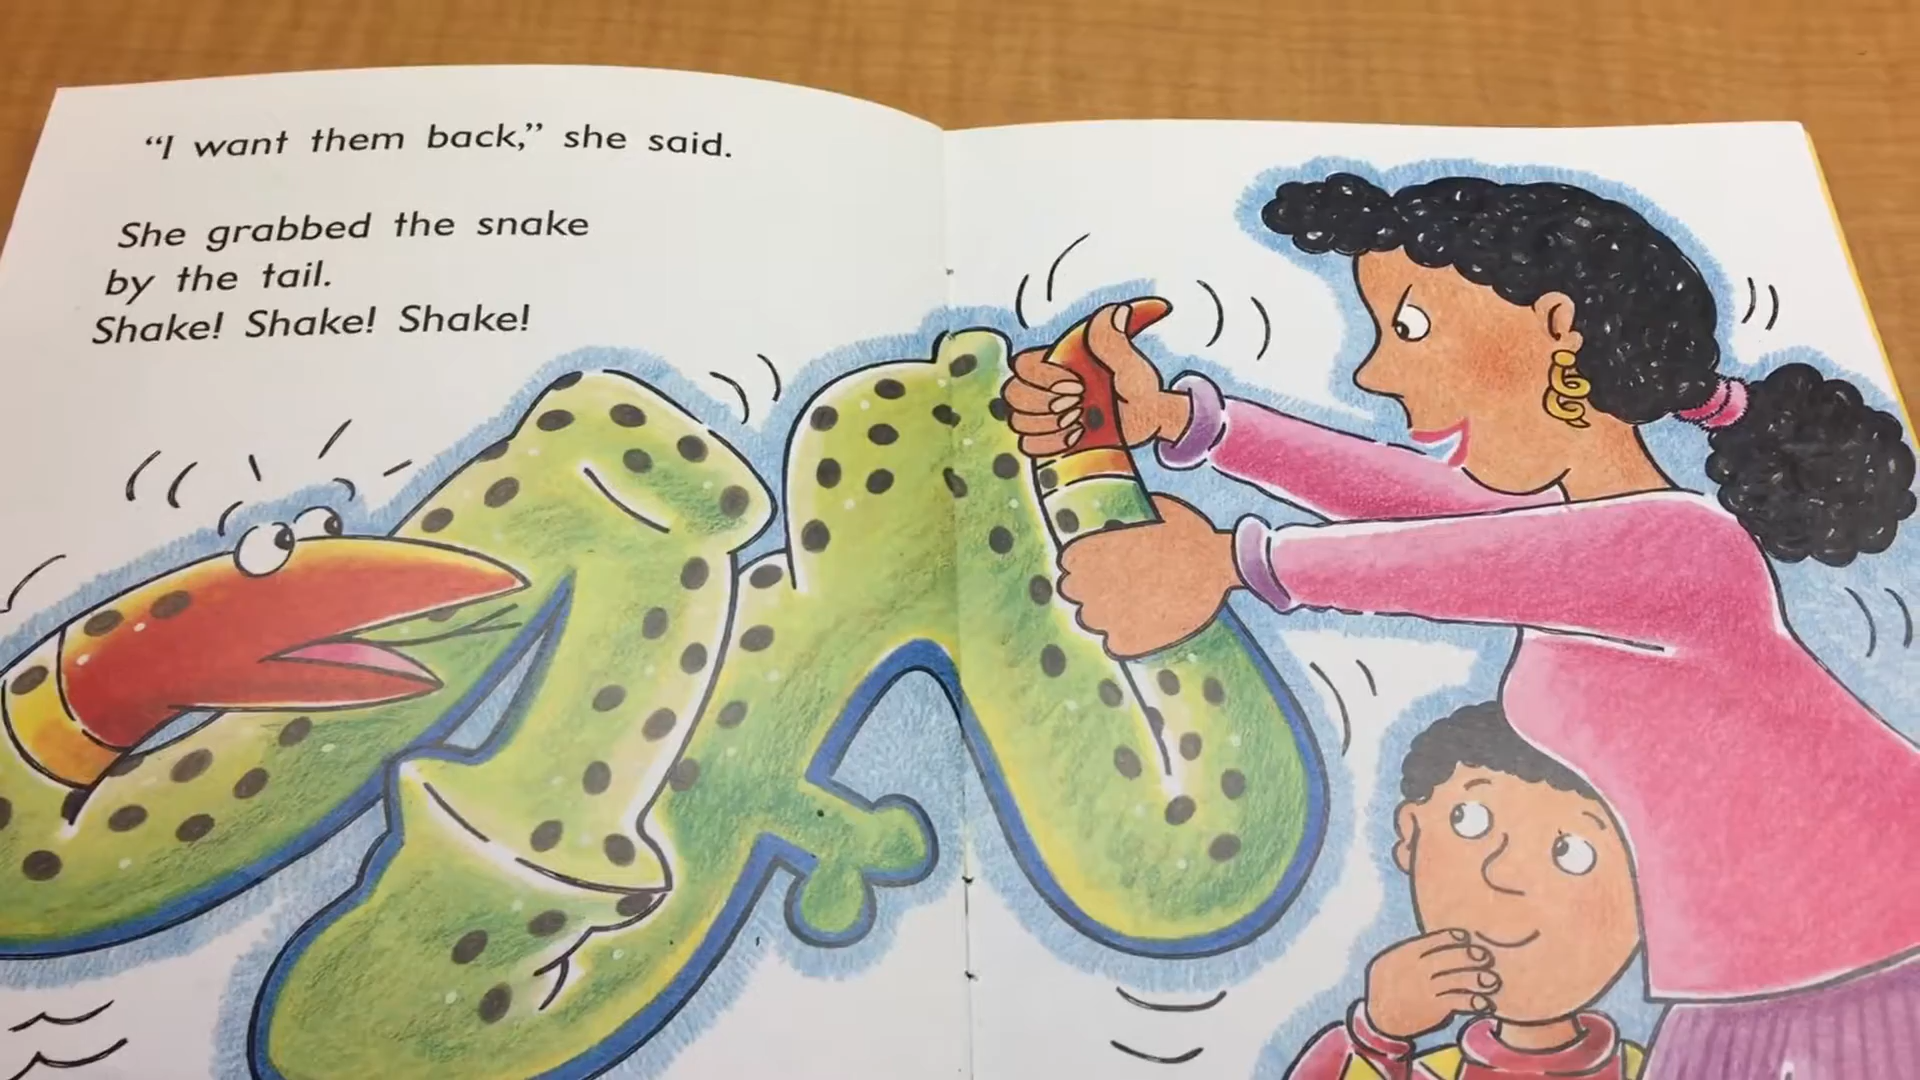 “I want them back,” she said.
She grabbed the snake
by the tail.
Shake! Shake! Shake!